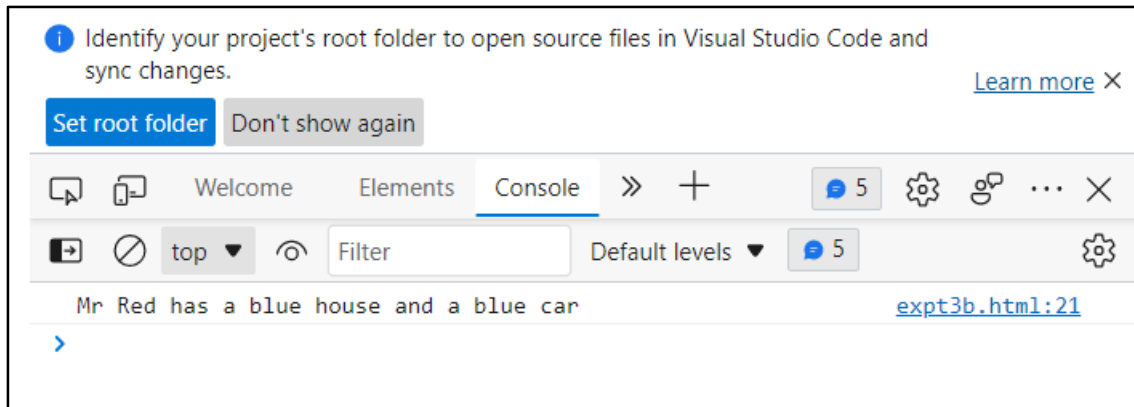 Identify your project's root folder to open source files in Visual Studio Code and
sync changes.
Learn more
Set root folder Don't show again
Welcome Elements Console 5
top Filter Default levels 5
Mr Red has a blue house and a blue car expt3b.html:21